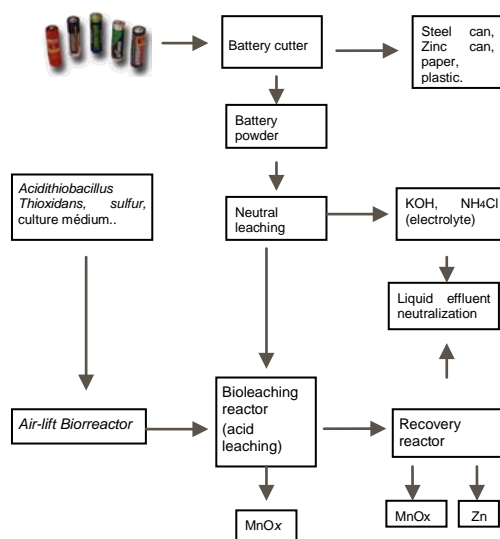 Battery cutter
Steel can,
Zinc can,
paper,
plastic.
Battery
powder
Acidithiobacillus
Thioxidans, sulfur,
culture médium..
Neutral
leaching
KOH, NH4Cl
(electrolyte)
Liquid effluent
neutralization
Air-lift Biorreactor
Bioleaching
reactor
(acid
leaching)
Recovery
reactor
MnOx
MnOx
Zn